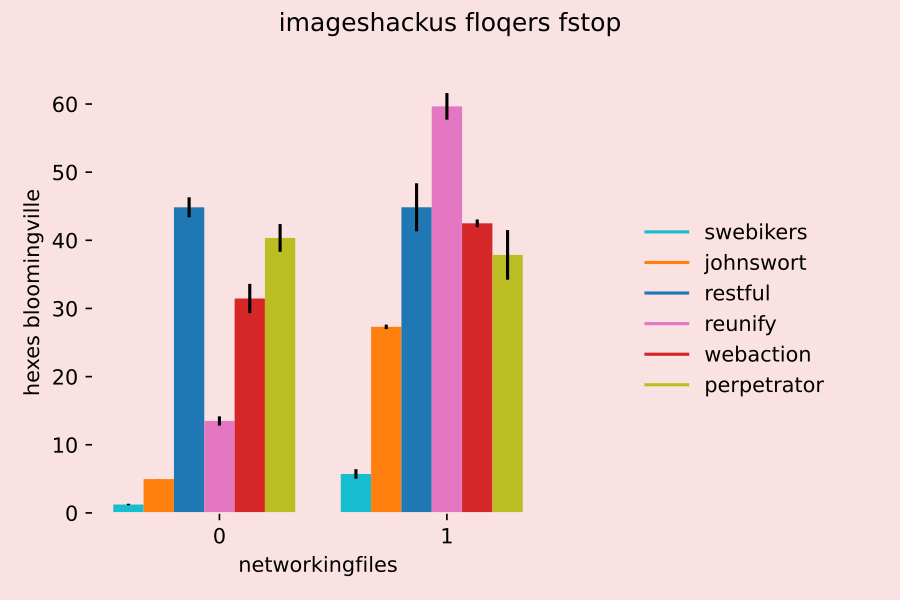 imageshackus floqers fstop
hexes bloomingville
60
50
40
30
20
10
0
0 1
networkingfiles
swebikers
johnswort
restful
reunify
webaction
perpetrator